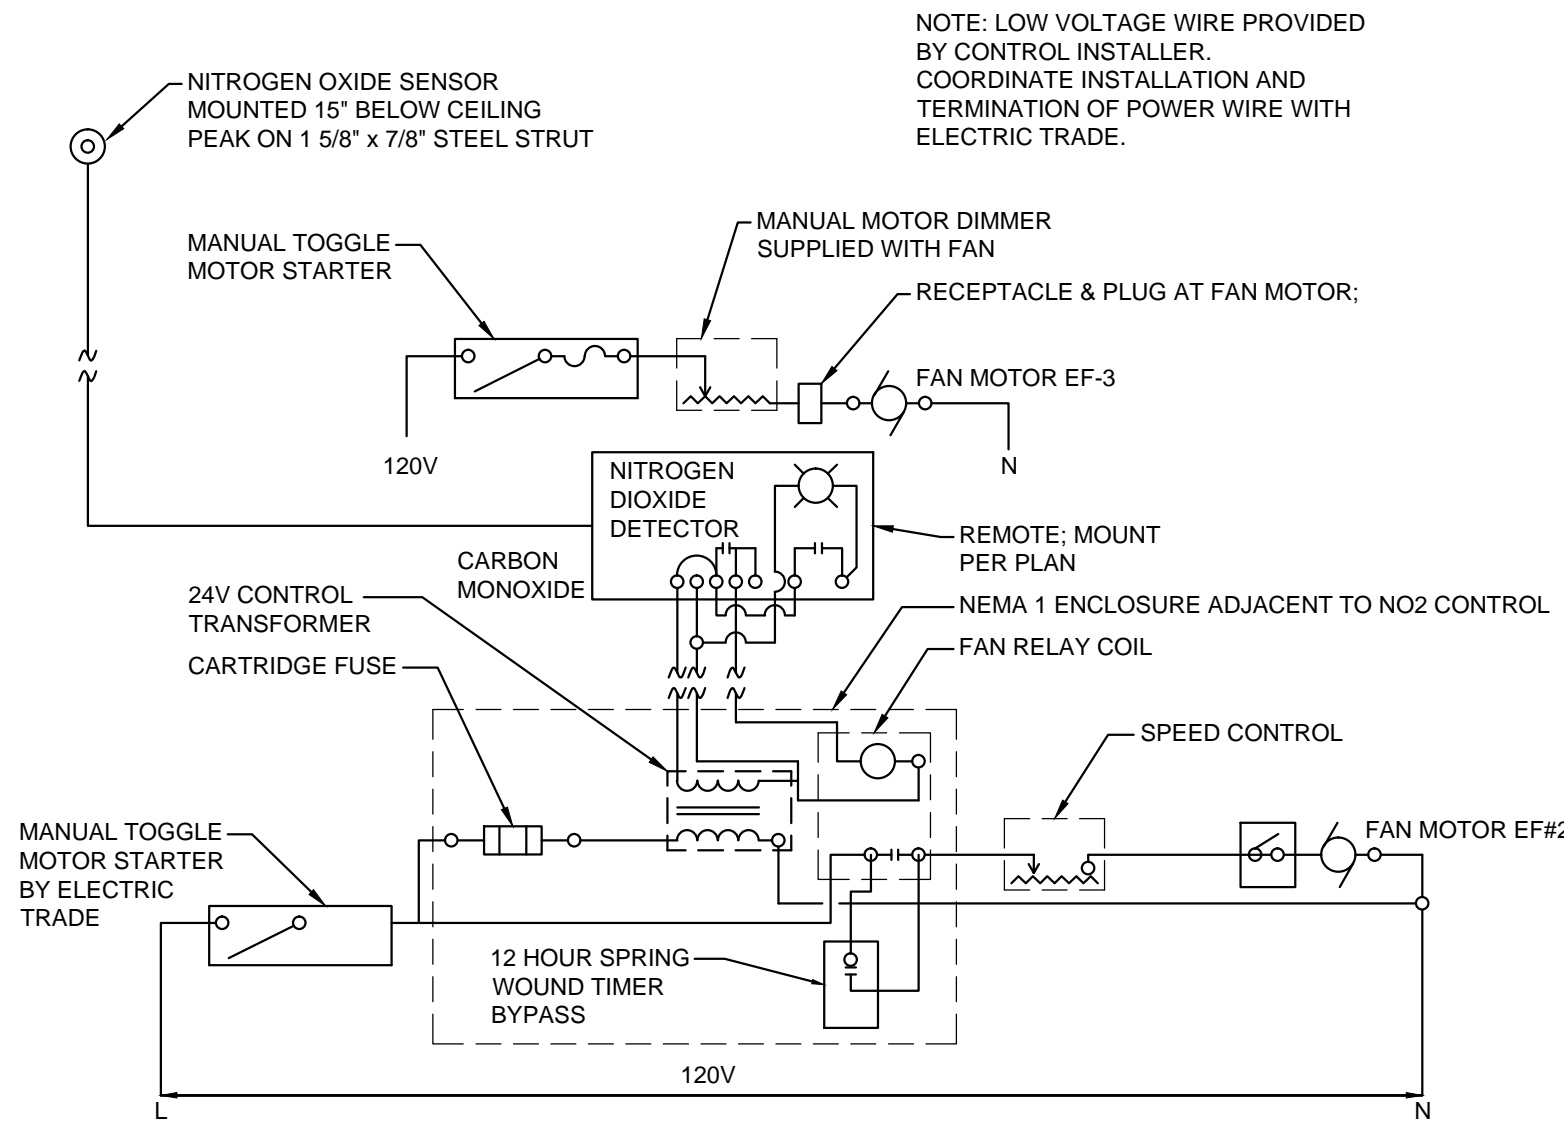 NOTE: LOW VOLTAGE WIRE PROVIDED
BY CONTROL INSTALLER.
COORDINATE INSTALLATION AND
TERMINATION OF POWER WIRE WITH
ELECTRIC TRADE.
NITROGEN OXIDE SENSOR
MOUNTED 15" BELOW CEILING
PEAK ON 1 5/8" x 7/8" STEEL STRUT
MANUAL TOGGLE
MOTOR STARTER
MANUAL MOTOR DIMMER
SUPPLIED WITH FAN
RECEPTACLE & PLUG AT FAN MOTOR;
FAN MOTOR EF-3
120V
N
NITROGEN
DIOXIDE
DETECTOR
CARBON
MONOXIDE
REMOTE; MOUNT
PER PLAN
24V CONTROL
TRANSFORMER
NEMA 1 ENCLOSURE ADJACENT TO NO2 CONTROL
FAN RELAY COIL
CARTRIDGE FUSE
SPEED CONTROL
MANUAL TOGGLE
MOTOR STARTER
BY ELECTRIC
TRADE
FAN MOTOR EF#2
12 HOUR SPRING
WOUND TIMER
BYPASS
120V
L
N